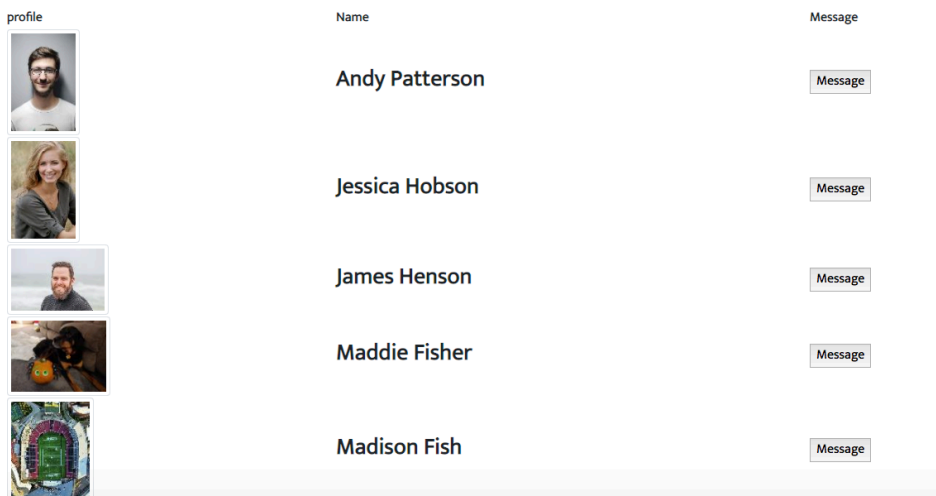 profile Name Message
Andy Patterson Message
Jessica Hobson Message
James Henson Message
Maddie Fisher Message
Madison Fish Message